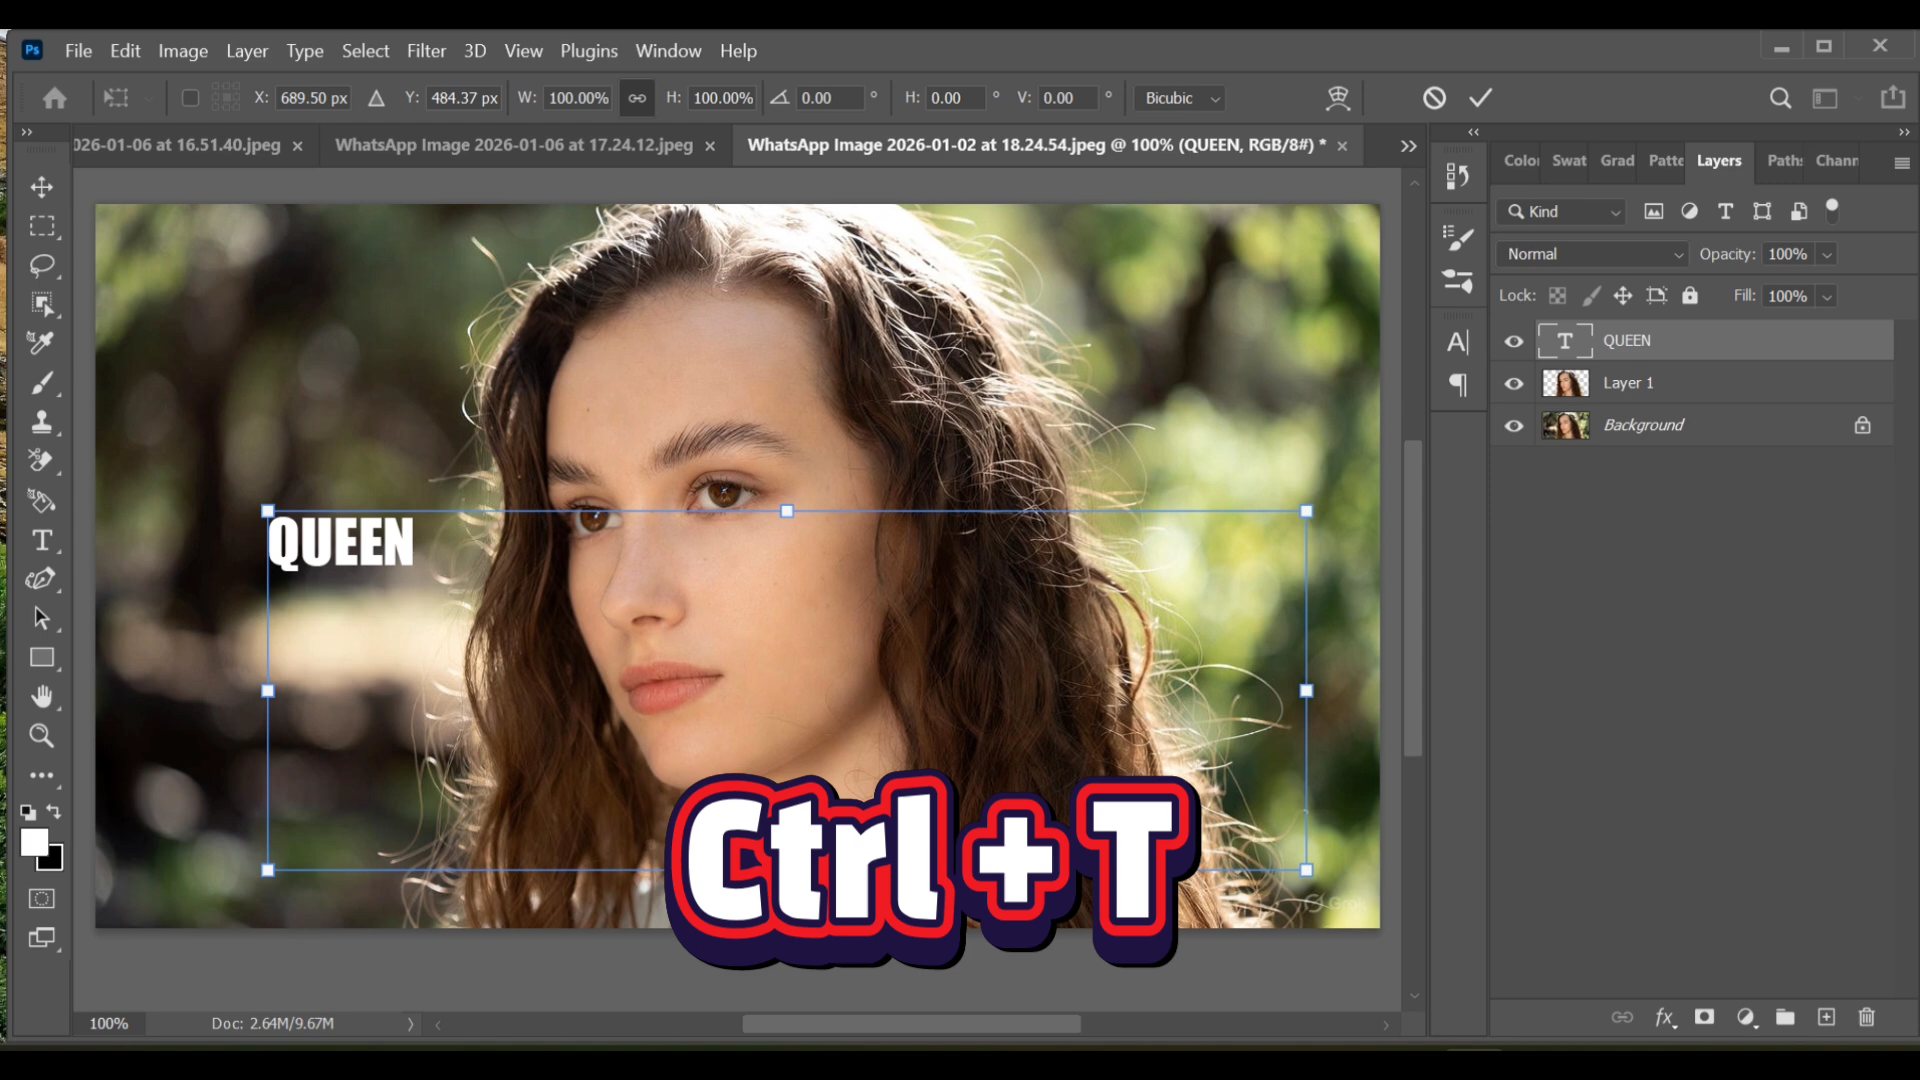 Ps File Edit Image Layer Type Select Filter 3D View Plugins Window Help
X: 689.50 px Y: 484.37 px W: 100.00% H: 100.00% 0.00 ° H: 0.00 ° V: 0.00 ° Bicubic
026-01-06 at 16.51.40.jpeg × WhatsApp Image 2026-01-06 at 17.24.12.jpeg × WhatsApp Image 2026-01-02 at 18.24.54.jpeg @ 100% (QUEEN, RGB/8#) * ×
Color Swat Grad Patte Layers Paths Chann
Kind
Normal Opacity: 100%
Lock: Fill: 100%
QUEEN
Layer 1
Background
QUEEN
Ctrl + T
100% Doc: 2.64M/9.67M
fx